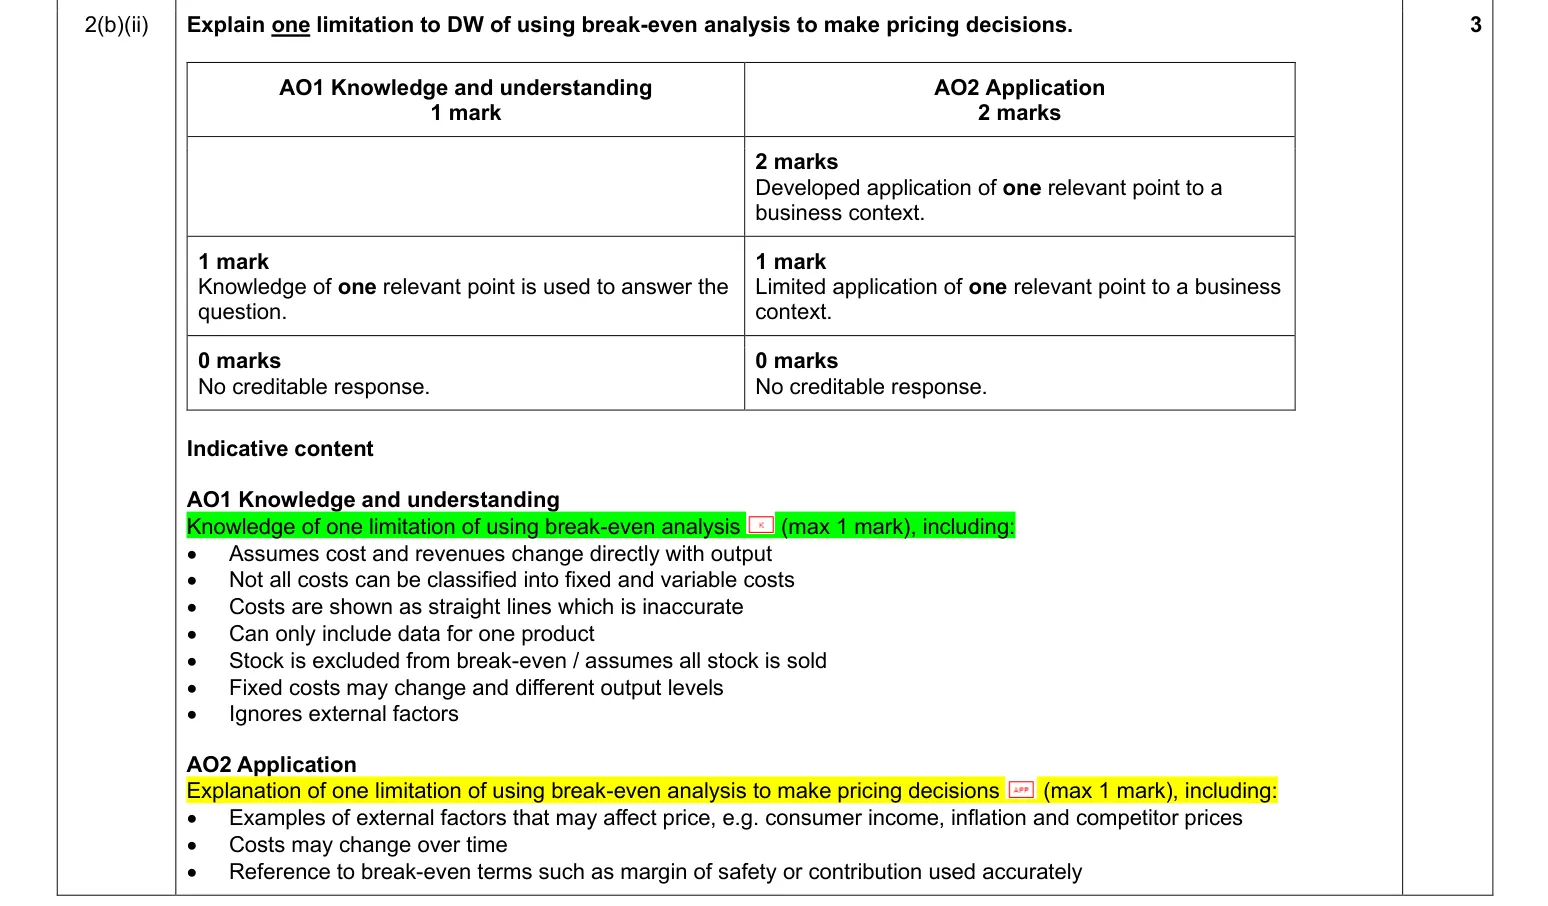 2(b)(ii) Explain one limitation to DW of using break-even analysis to make pricing decisions. 3
AO1 Knowledge and understanding
1 mark
AO2 Application
2 marks
2 marks
Developed application of one relevant point to a
business context.
1 mark
Knowledge of one relevant point is used to answer the
question.
1 mark
Limited application of one relevant point to a business
context.
0 marks
No creditable response.
0 marks
No creditable response.
Indicative content
AO1 Knowledge and understanding
Knowledge of one limitation of using break-even analysis K (max 1 mark), including:
• Assumes cost and revenues change directly with output
• Not all costs can be classified into fixed and variable costs
• Costs are shown as straight lines which is inaccurate
• Can only include data for one product
• Stock is excluded from break-even / assumes all stock is sold
• Fixed costs may change and different output levels
• Ignores external factors
AO2 Application
Explanation of one limitation of using break-even analysis to make pricing decisions APP (max 1 mark), including:
• Examples of external factors that may affect price, e.g. consumer income, inflation and competitor prices
• Costs may change over time
• Reference to break-even terms such as margin of safety or contribution used accurately